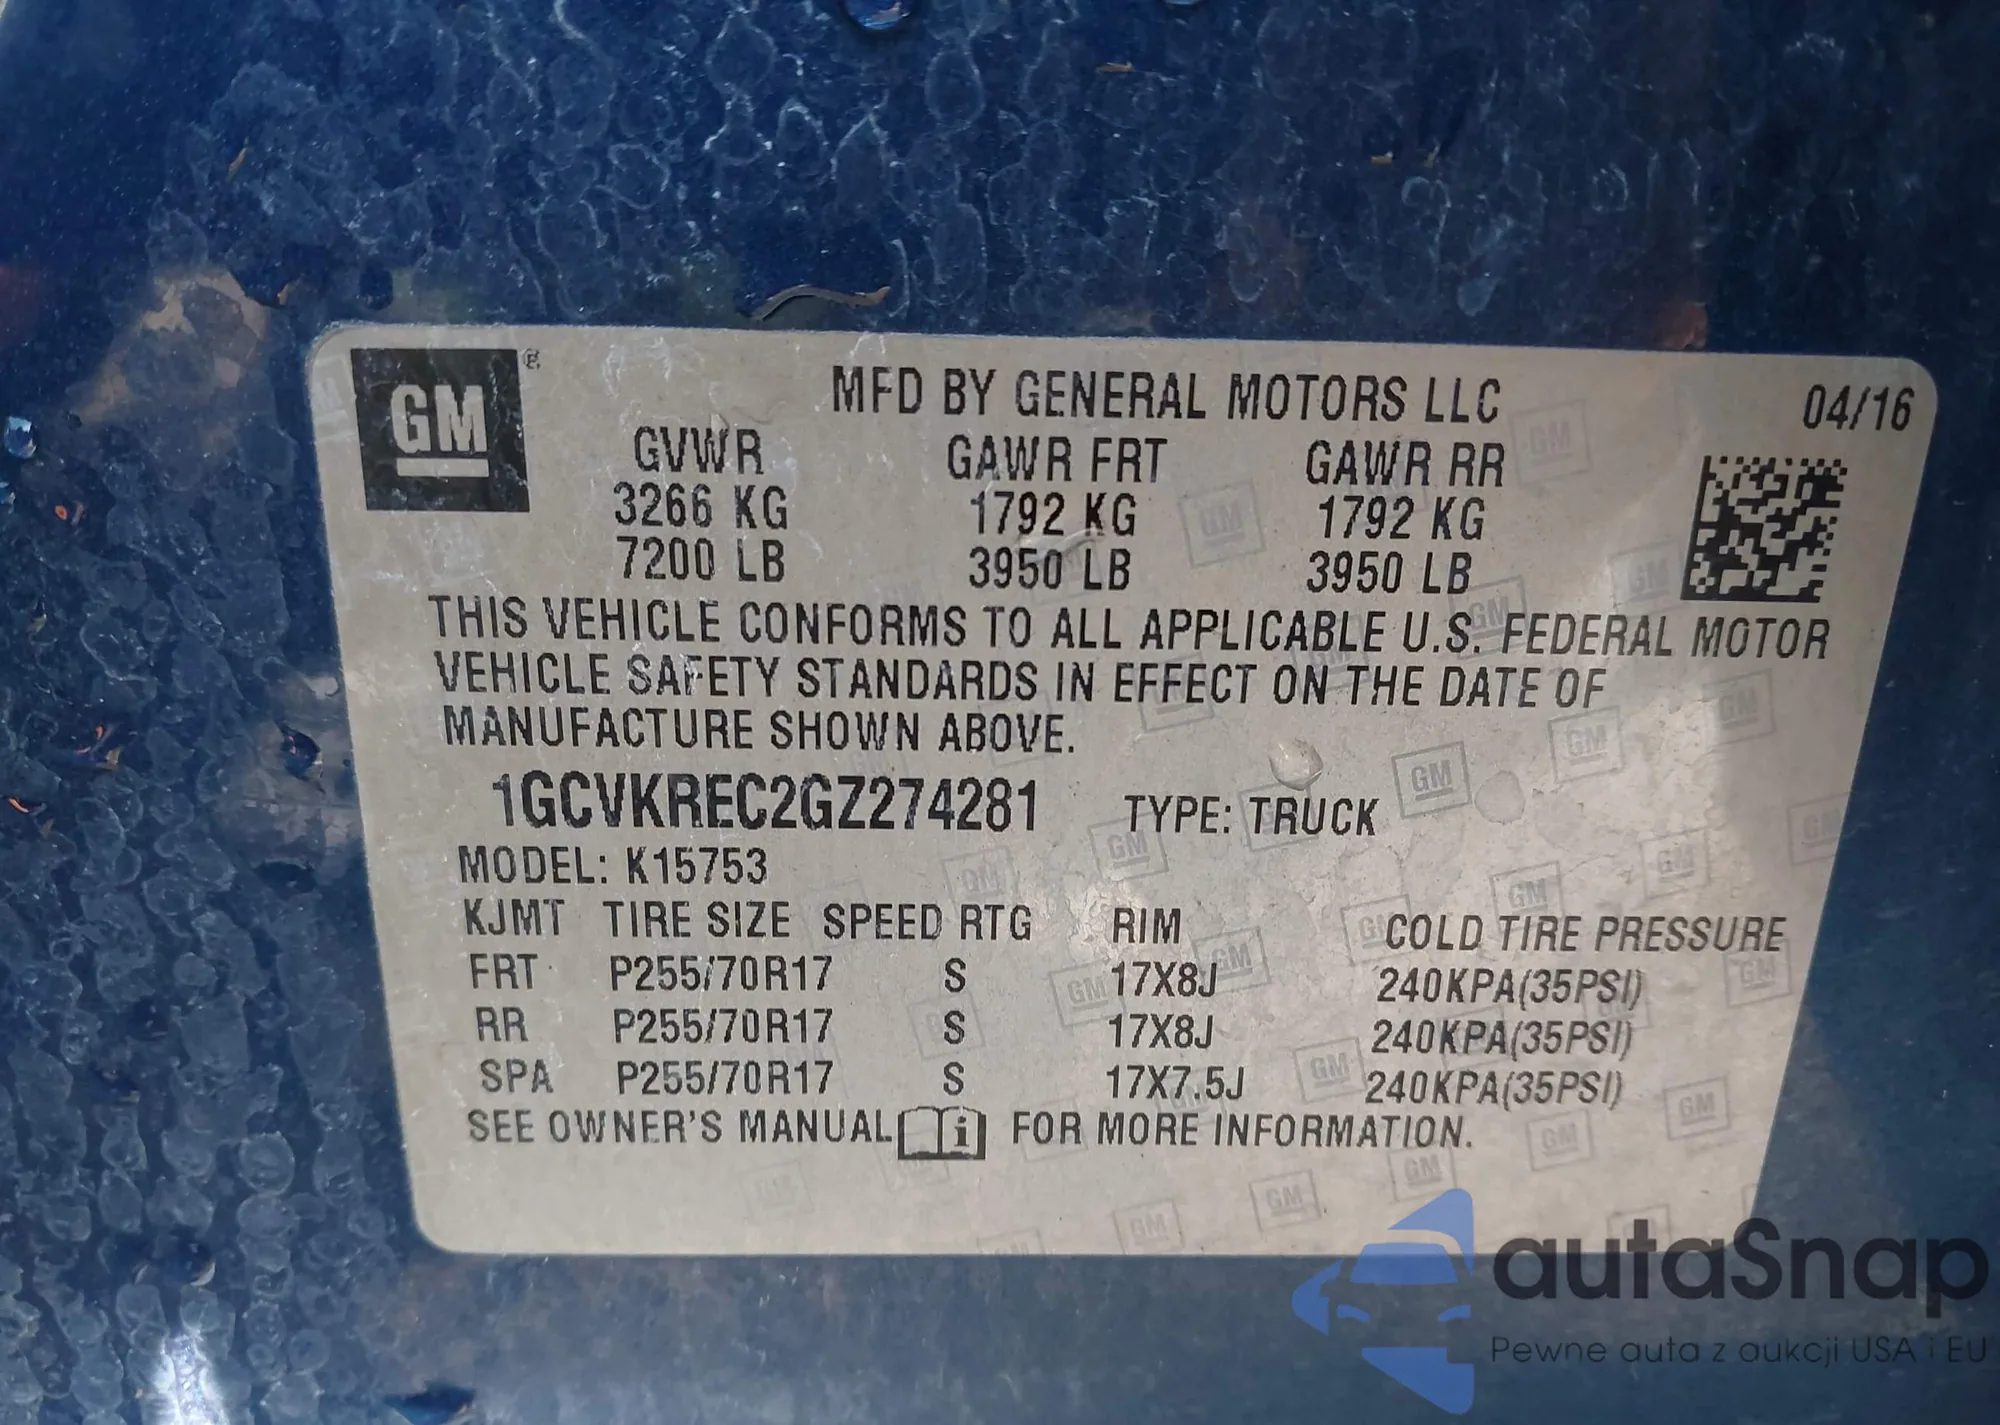 GM
MFD BY GENERAL MOTORS LLC 04/16
GVWR GAWR FRT GAWR RR
3266 KG 1792 KG 1792 KG
7200 LB 3950 LB 3950 LB
THIS VEHICLE CONFORMS TO ALL APPLICABLE U.S. FEDERAL MOTOR
VEHICLE SAFETY STANDARDS IN EFFECT ON THE DATE OF
MANUFACTURE SHOWN ABOVE.
1GCVKREC2GZ274281 TYPE: TRUCK
MODEL: K15753
KJMT TIRE SIZE SPEED RTG RIM COLD TIRE PRESSURE
FRT P255/70R17 S 17X8J 240KPA(35PSI)
RR P255/70R17 S 17X8J 240KPA(35PSI)
SPA P255/70R17 S 17X7.5J 240KPA(35PSI)
SEE OWNER'S MANUAL i FOR MORE INFORMATION.
autaSnap
Pewne auta z aukcji USA i EU